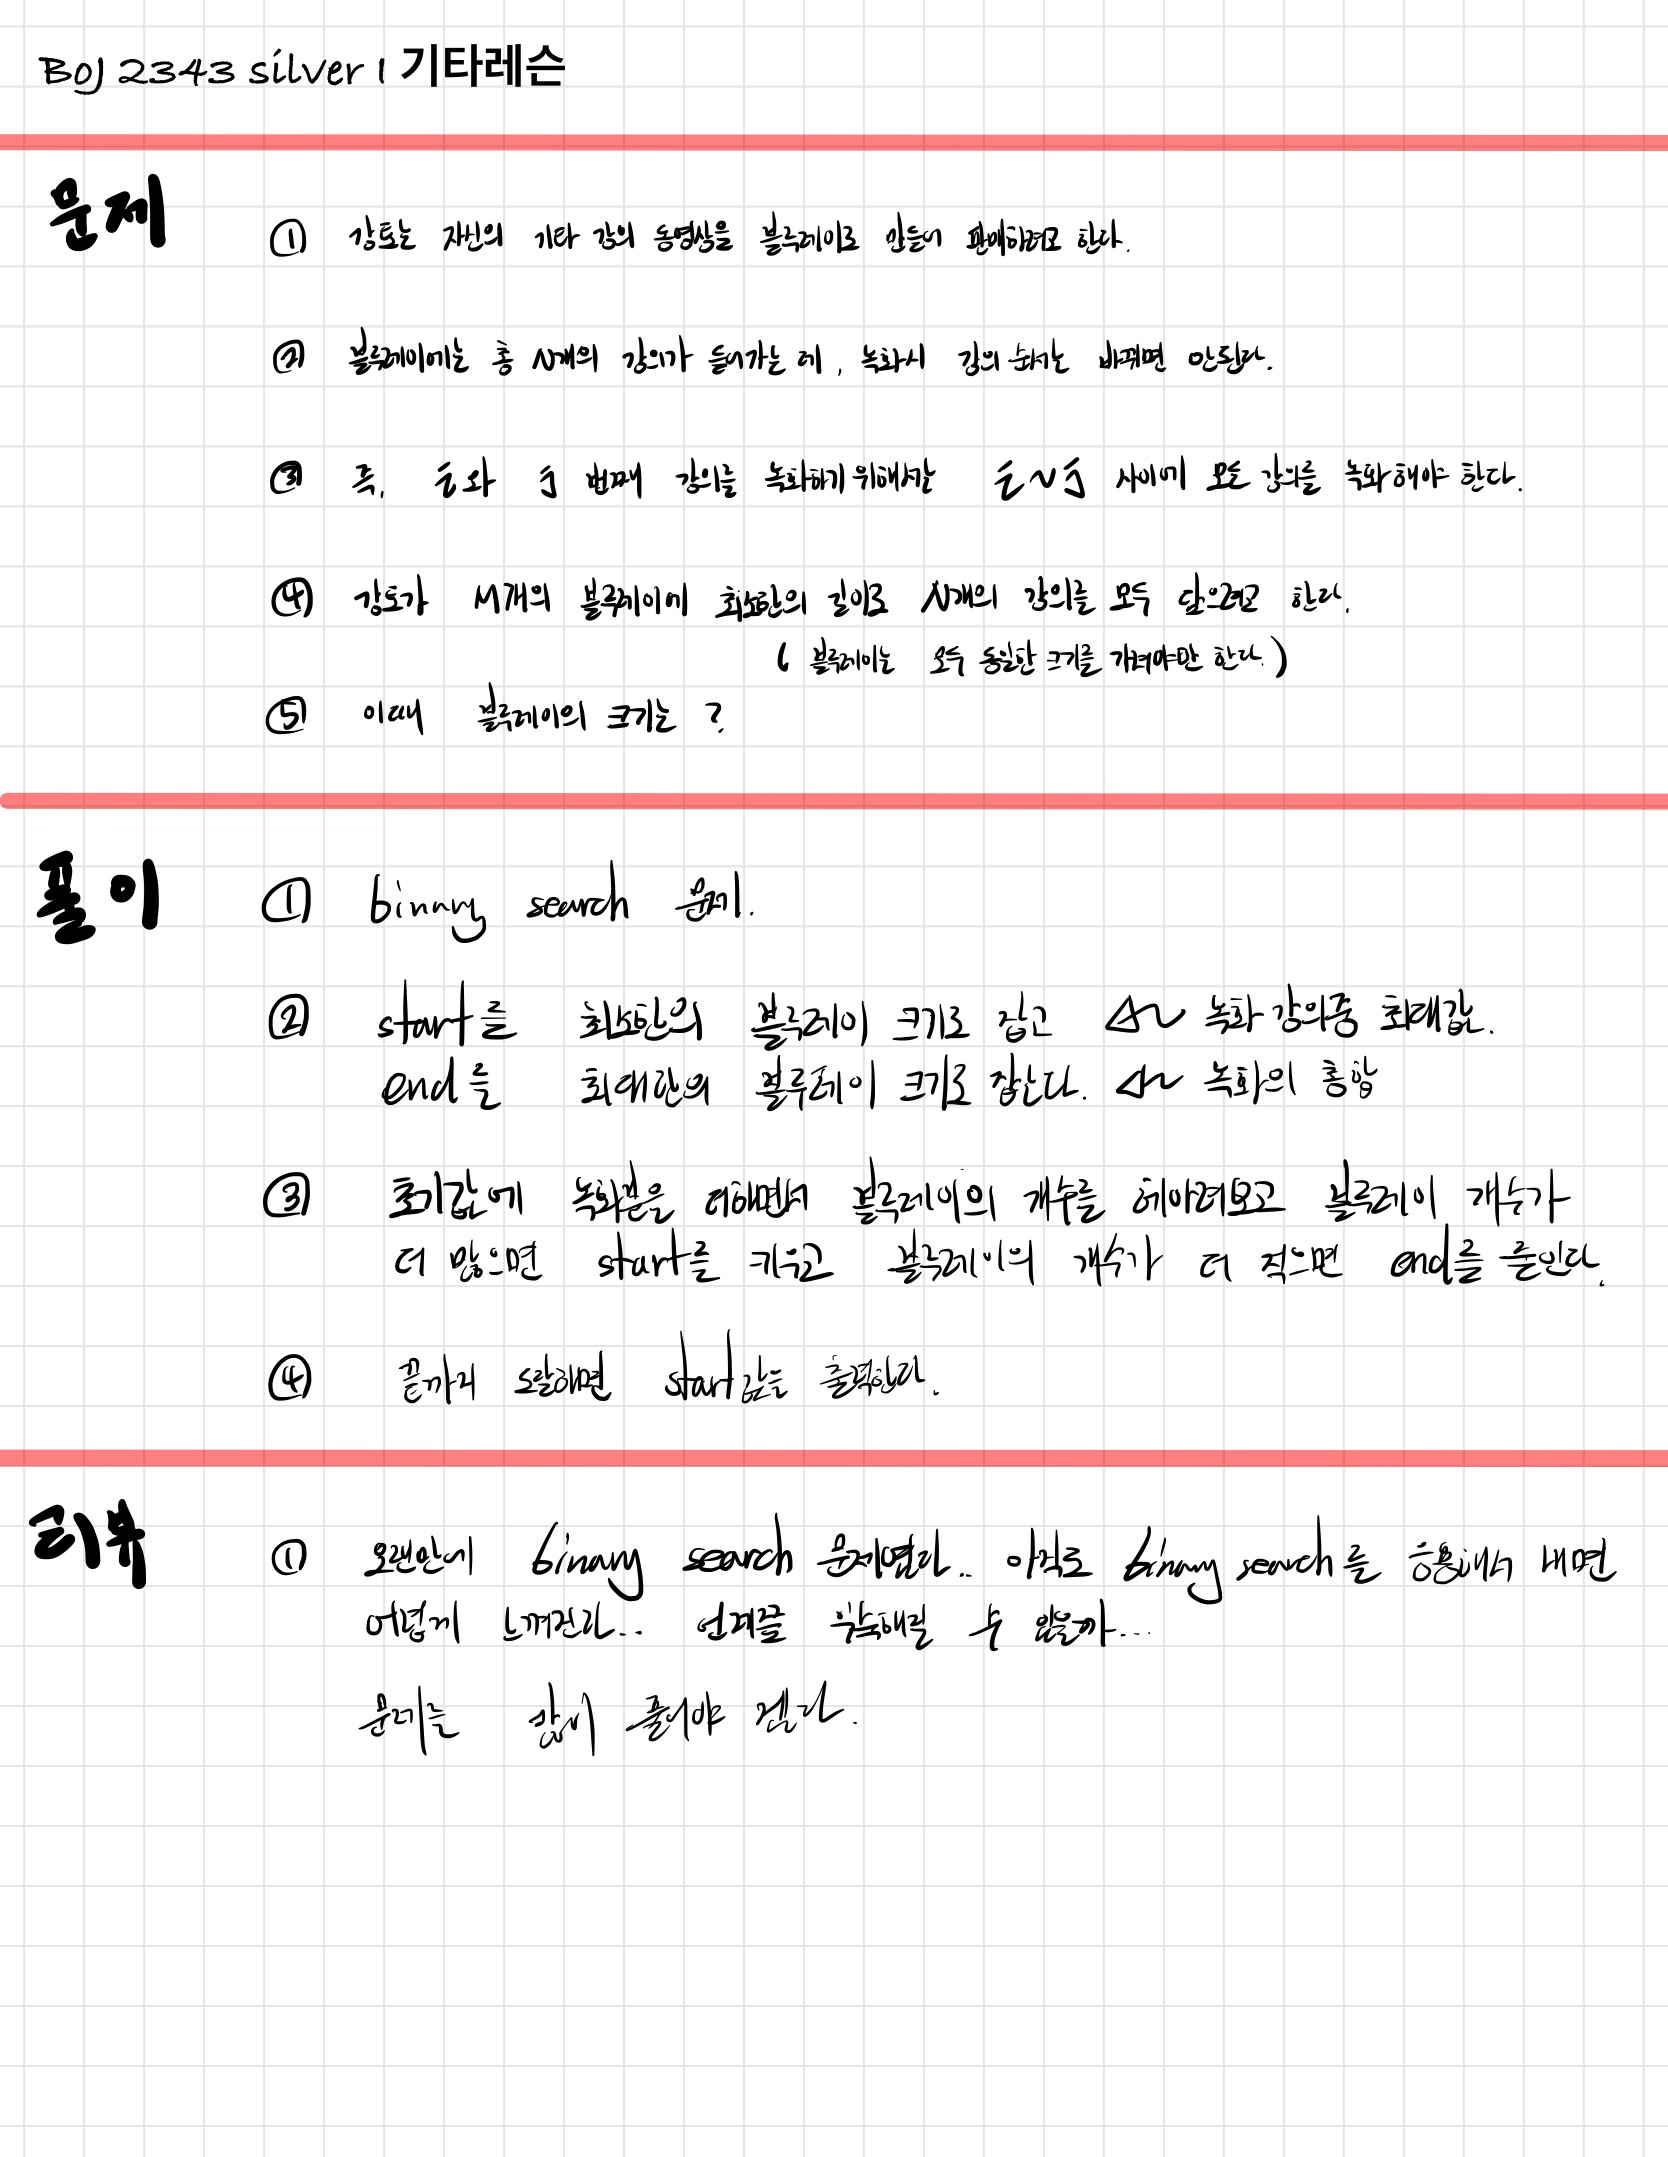 BOJ 2343 silver 1 기타레슨
문제
① 강토는 자신의 기타 강의 동영상을 블루레이로 만들어 판매하려고 한다.
② 블루레이에는 총 N개의 강의가 들어가는 데, 녹화시 강의 순서는 바뀌면 안된다.
③ 즉, i와 j 번째 강의를 녹화하기 위해서는 i~j 사이에 모든 강의를 녹화해야 한다.
④ 강토가 M개의 블루레이에 최소한의 길이로 N개의 강의를 모두 담으려고 한다.
( 블루레이는 모두 동일한 크기를 가져야만 한다.)
⑤ 이때 블루레이의 크기는 ?
풀이
① binary search 문제.
② start를 최소한의 블루레이 크기로 잡고 녹화 강의중 최대값.
end를 최대한의 블루레이 크기로 잡는다. 녹화의 총합
③ 초기값에 녹화분을 더해면서 블루레이의 개수를 헤아려보고 블루레이 개수가
더 많으면 start를 키우고 블루레이의 개수가 더 적으면 end를 줄인다.
④ 끝까지 도달하면 start값을 출력한다.
리뷰
① 오랜만에 binary search 문제였다.. 아직도 binary search를 응용해서 내면
어렵게 느껴진다... 언제쯤 익숙해질 수 있을까...
문제를 많이 풀어야 겠다.